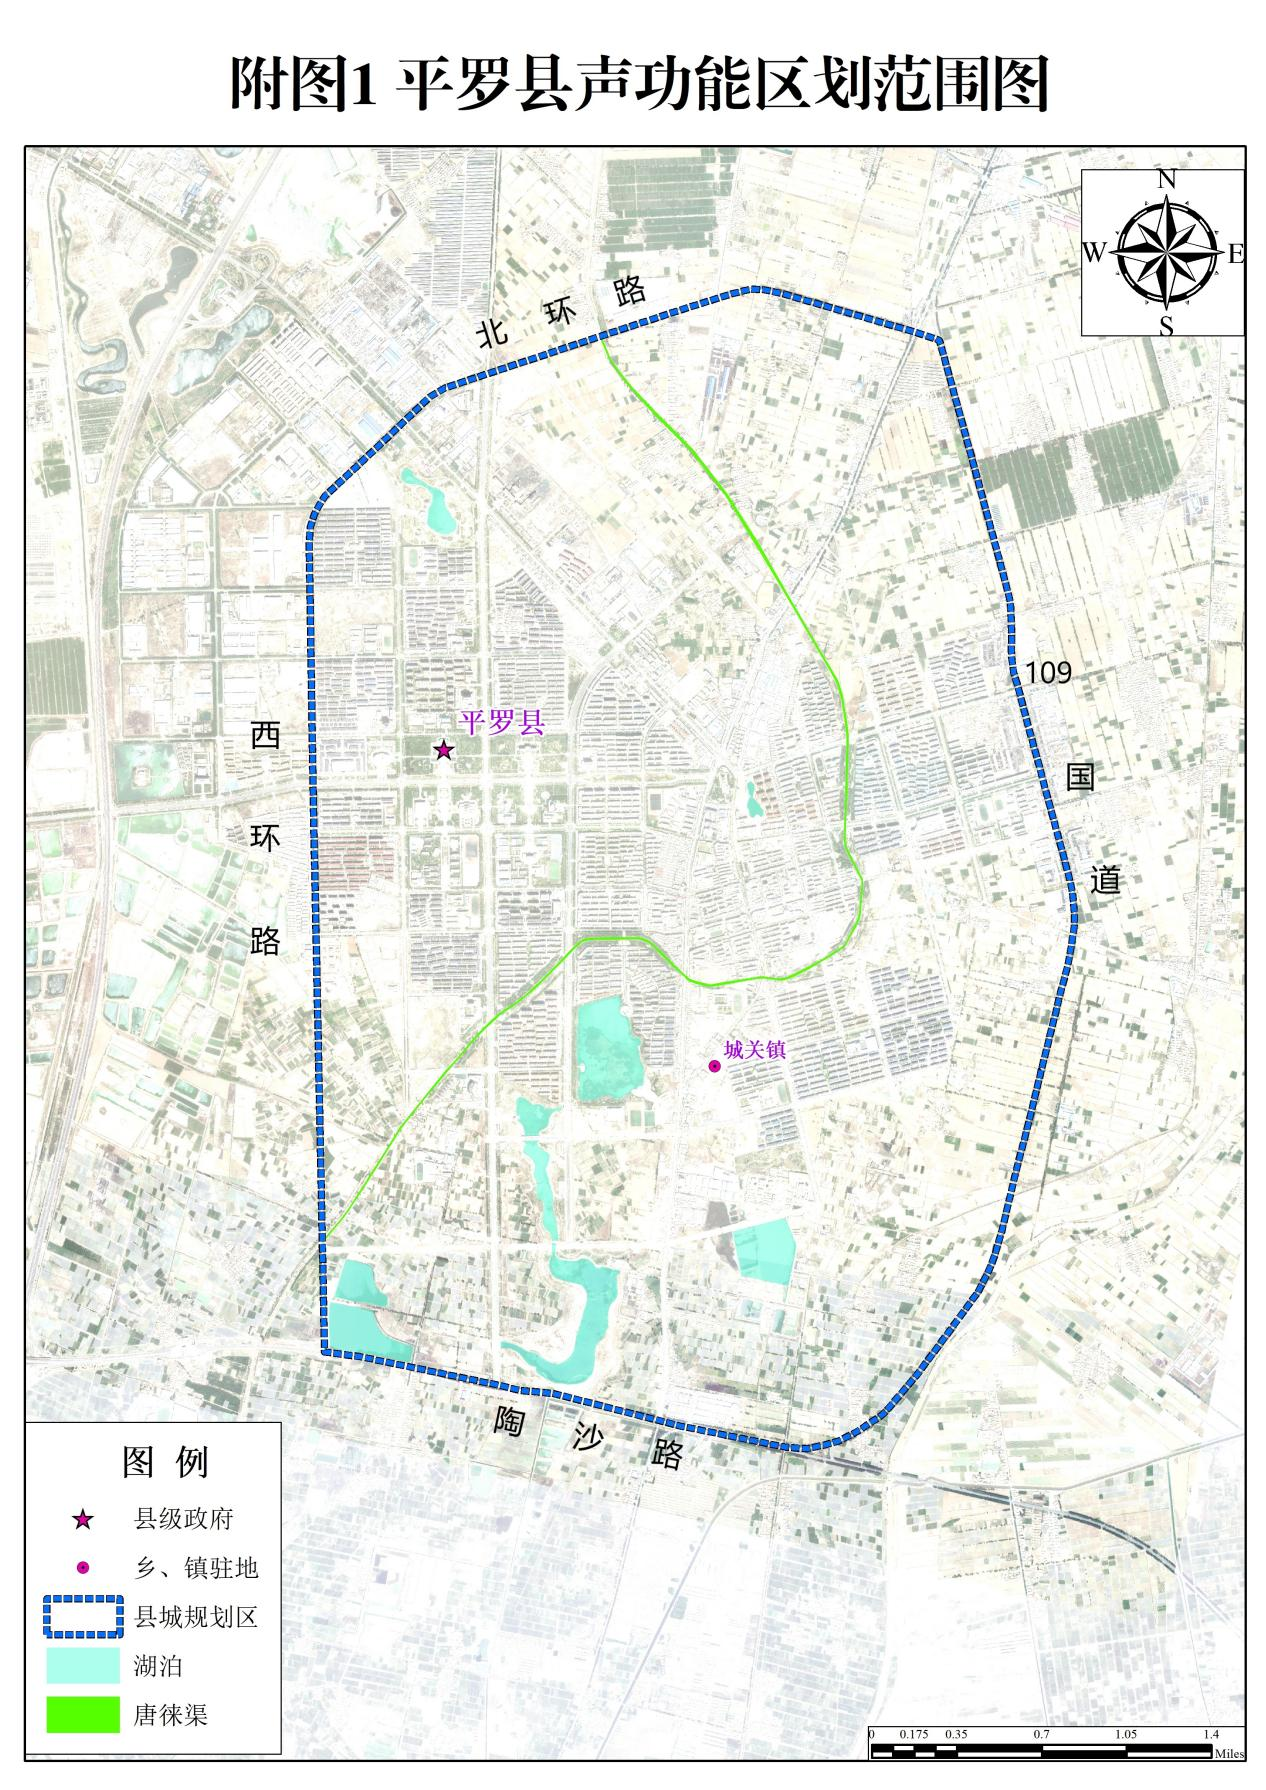 附图1 平罗县声功能区划范围图
N
W
E
S
北环路
109
国道
西环路
平罗县
城关镇
陶沙路
图例
县级政府
乡、镇驻地
县城规划区
湖泊
唐徕渠
0 0.175 0.35 0.7 1.05 1.4
Miles